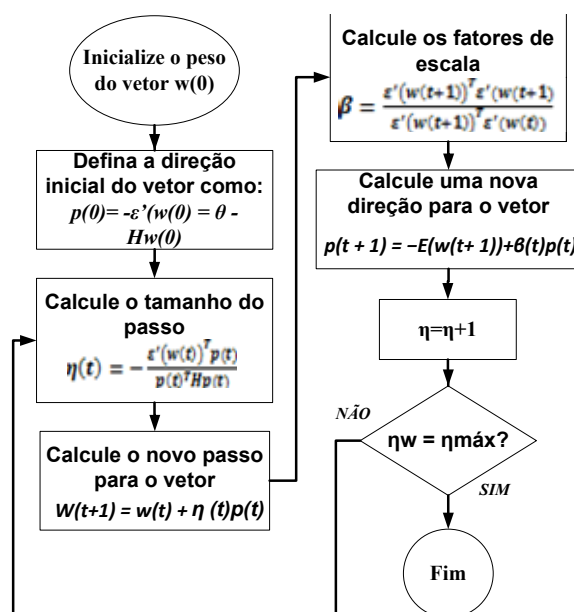 Inicialize o peso
do vetor w(0)
Defina a direção
inicial do vetor como:
p(0)= -ε’(w(0) = θ -
Hw(0)
Calcule o tamanho do
passo
η(t) = − ε′(w(t))ᵀp(t) / p(t)ᵀHp(t)
Calcule o novo passo
para o vetor
W(t+1) = w(t) + η (t)p(t)
Calcule os fatores de
escala
β = ε′(w(t+1))ᵀε′(w(t+1) / ε′(w(t+1))ᵀε′(w(t))
Calcule uma nova
direção para o vetor
p(t + 1) = −E(w(t+ 1))+β(t)p(t)
η=η+1
NÃO
ηw = ηmáx?
SIM
Fim